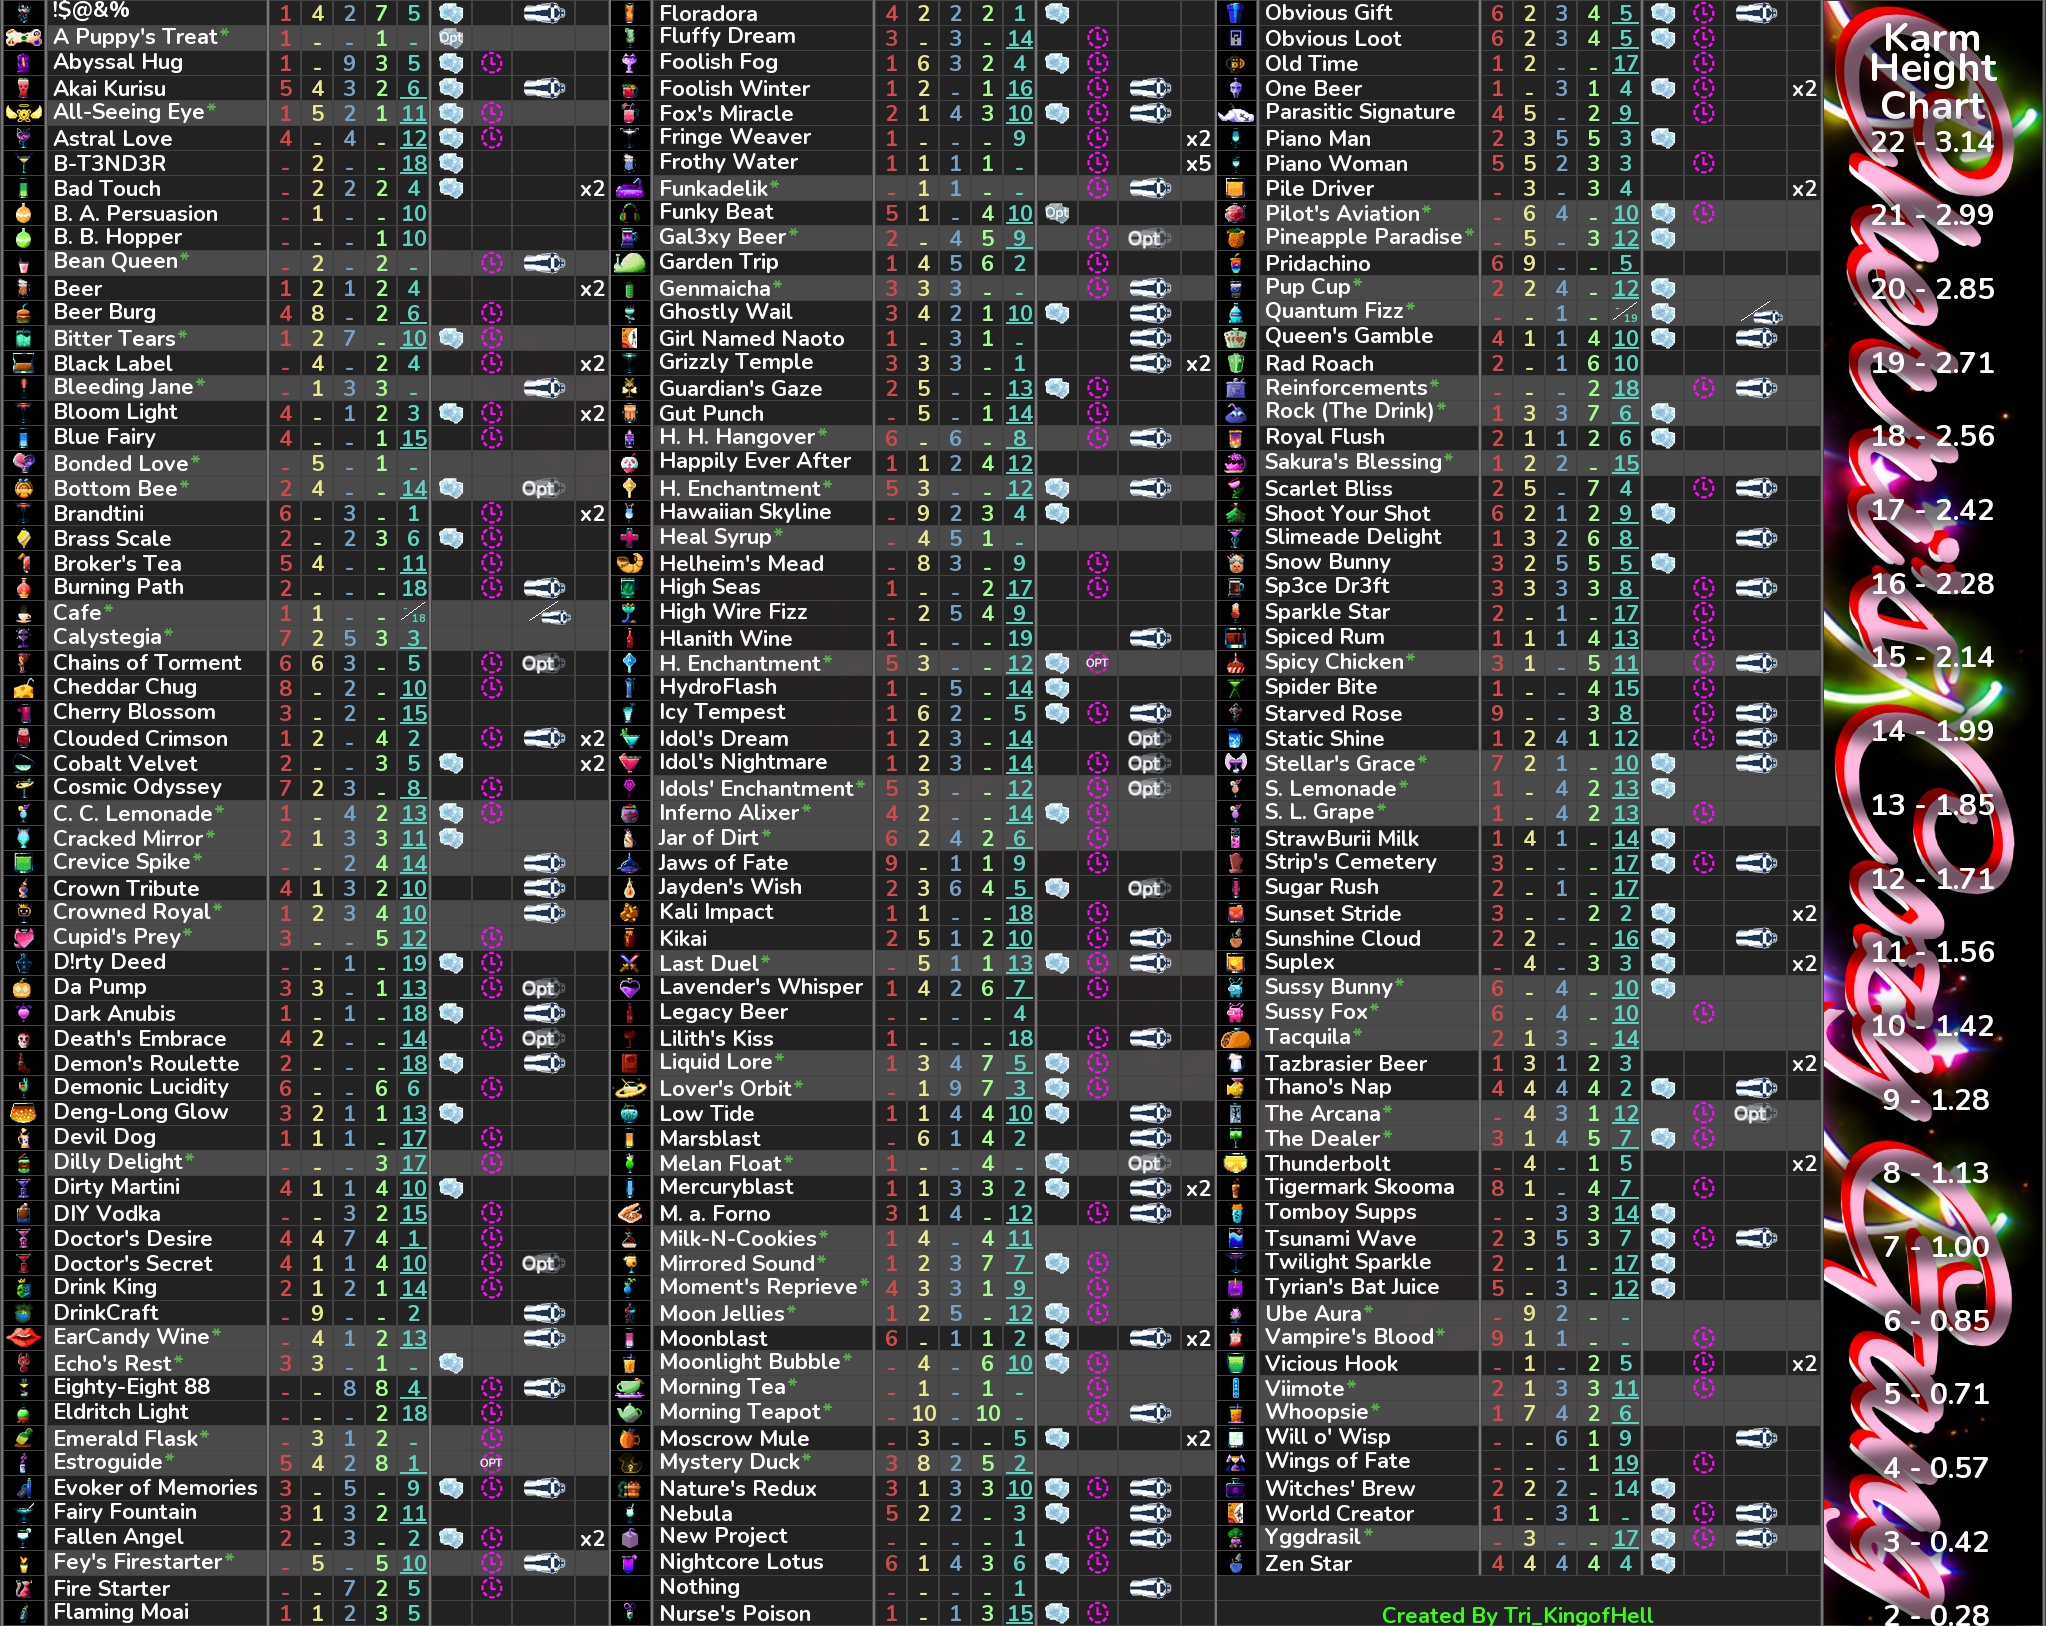 !$@&% 1 4 2 7 5
A Puppy's Treat* 1 - - 1 - Opt
Abyssal Hug 1 - 9 3 5
Akai Kurisu 5 4 3 2 6
All-Seeing Eye* 1 5 2 1 11
Astral Love 4 - 4 - 12
B-T3ND3R - 2 - - 18
Bad Touch - 2 2 2 4 x2
B. A. Persuasion - 1 - - 10
B. B. Hopper - - - 1 10
Bean Queen* - 2 - 2 -
Beer 1 2 1 2 4 x2
Beer Burg 4 8 - 2 6
Bitter Tears* 1 2 7 - 10
Black Label - 4 - 2 4 x2
Bleeding Jane* - 1 3 3 -
Bloom Light 4 - 1 2 3 x2
Blue Fairy 4 - - 1 15
Bonded Love* - 5 - 1 -
Bottom Bee* 2 4 - - 14 Opt
Brandtini 6 - 3 - 1 x2
Brass Scale 2 - 2 3 6
Broker's Tea 5 4 - - 11
Burning Path 2 - - - 18
Cafe* 1 1 - - -/18
Calystegia* 7 2 5 3 3
Chains of Torment 6 6 3 - 5 Opt
Cheddar Chug 8 - 2 - 10
Cherry Blossom 3 - 2 - 15
Clouded Crimson 1 2 - 4 2 x2
Cobalt Velvet 2 - - 3 5 x2
Cosmic Odyssey 7 2 3 - 8
C. C. Lemonade* 1 - 4 2 13
Cracked Mirror* 2 1 3 3 11
Crevice Spike* - - 2 4 14
Crown Tribute 4 1 3 2 10
Crowned Royal* 1 2 3 4 10
Cupid's Prey* 3 - - 5 12
D!rty Deed - - 1 - 19
Da Pump 3 3 - 1 13 Opt
Dark Anubis 1 - 1 - 18
Death's Embrace 4 2 - - 14 Opt
Demon's Roulette 2 - - - 18
Demonic Lucidity 6 - - 6 6
Deng-Long Glow 3 2 1 1 13
Devil Dog 1 1 1 - 17
Dilly Delight* - - - 3 17
Dirty Martini 4 1 1 4 10
DIY Vodka - - 3 2 15
Doctor's Desire 4 4 7 4 1
Doctor's Secret 4 1 1 4 10 Opt
Drink King 2 1 2 1 14
DrinkCraft - 9 - - 2
EarCandy Wine* - 4 1 2 13
Echo's Rest* 3 3 - 1 -
Eighty-Eight 88 - - 8 8 4
Eldritch Light - - - 2 18
Emerald Flask* - 3 1 2 -
Estroguide* 5 4 2 8 1 OPT
Evoker of Memories 3 - 5 - 9
Fairy Fountain 3 1 3 2 11
Fallen Angel 2 - 3 - 2 x2
Fey's Firestarter* - 5 - 5 10
Fire Starter - - 7 2 5
Flaming Moai 1 1 2 3 5
Floradora 4 2 2 2 1
Fluffy Dream 3 - 3 - 14
Foolish Fog 1 6 3 2 4
Foolish Winter 1 2 - 1 16
Fox's Miracle 2 1 4 3 10
Fringe Weaver 1 - - - 9 x2
Frothy Water 1 1 1 1 - x5
Funkadelik* - 1 1 - -
Funky Beat 5 1 - 4 10 Opt
Gal3xy Beer* 2 - 4 5 9 Opt
Garden Trip 1 4 5 6 2
Genmaicha* 3 3 3 - -
Ghostly Wail 3 4 2 1 10
Girl Named Naoto 1 - 3 1 -
Grizzly Temple 3 3 3 - 1 x2
Guardian's Gaze 2 5 - - 13
Gut Punch - 5 - 1 14
H. H. Hangover* 6 - 6 - 8
Happily Ever After 1 1 2 4 12
H. Enchantment* 5 3 - - 12
Hawaiian Skyline - 9 2 3 4
Heal Syrup* - 4 5 1 -
Helheim's Mead - 8 3 - 9
High Seas 1 - - 2 17
High Wire Fizz - 2 5 4 9
Hlanith Wine 1 - - - 19
H. Enchantment* 5 3 - - 12 OPT
HydroFlash 1 - 5 - 14
Icy Tempest 1 6 2 - 5
Idol's Dream 1 2 3 - 14 Opt
Idol's Nightmare 1 2 3 - 14 Opt
Idols' Enchantment* 5 3 - - 12 Opt
Inferno Alixer* 4 2 - - 14
Jar of Dirt* 6 2 4 2 6
Jaws of Fate 9 - 1 1 9
Jayden's Wish 2 3 6 4 5 Opt
Kali Impact 1 1 - - 18
Kikai 2 5 1 2 10
Last Duel* - 5 1 1 13
Lavender's Whisper 1 4 2 6 7
Legacy Beer - - - - 4
Lilith's Kiss 1 - - - 18
Liquid Lore* 1 3 4 7 5
Lover's Orbit* - 1 9 7 3
Low Tide 1 1 4 4 10
Marsblast - 6 1 4 2
Melan Float* 1 - - 4 - Opt
Mercuryblast 1 1 3 3 2 x2
M. a. Forno 3 1 4 - 12
Milk-N-Cookies* 1 4 - 4 11
Mirrored Sound* 1 2 3 7 7
Moment's Reprieve* 4 3 3 1 9
Moon Jellies* 1 2 5 - 12
Moonblast 6 - 1 1 2 x2
Moonlight Bubble* - 4 - 6 10
Morning Tea* - 1 - 1 -
Morning Teapot* - 10 - 10 -
Moscrow Mule - 3 - - 5 x2
Mystery Duck* 3 8 2 5 2
Nature's Redux 3 1 3 3 10
Nebula 5 2 2 - 3
New Project - - - - 1
Nightcore Lotus 6 1 4 3 6
Nothing - - - - 1
Nurse's Poison 1 - 1 3 15
Obvious Gift 6 2 3 4 5
Obvious Loot 6 2 3 4 5
Old Time 1 2 - - 17
One Beer 1 - 3 1 4 x2
Parasitic Signature 4 5 - 2 9
Piano Man 2 3 5 5 3
Piano Woman 5 5 2 3 3
Pile Driver - 3 - 3 4 x2
Pilot's Aviation* - 6 4 - 10
Pineapple Paradise* - 5 - 3 12
Pridachino 6 9 - - 5
Pup Cup* 2 2 4 - 12
Quantum Fizz* - - 1 - -/19
Queen's Gamble 4 1 1 4 10
Rad Roach 2 - 1 6 10
Reinforcements* - - - 2 18
Rock (The Drink)* 1 3 3 7 6
Royal Flush 2 1 1 2 6
Sakura's Blessing* 1 2 2 - 15
Scarlet Bliss 2 5 - 7 4
Shoot Your Shot 6 2 1 2 9
Slimeade Delight 1 3 2 6 8
Snow Bunny 3 2 5 5 5
Sp3ce Dr3ft 3 3 3 3 8
Sparkle Star 2 - 1 - 17
Spiced Rum 1 1 1 4 13
Spicy Chicken* 3 1 - 5 11
Spider Bite 1 - - 4 15
Starved Rose 9 - - 3 8
Static Shine 1 2 4 1 12
Stellar's Grace* 7 2 1 - 10
S. Lemonade* 1 - 4 2 13
S. L. Grape* 1 - 4 2 13
StrawBurii Milk 1 4 1 - 14
Strip's Cemetery 3 - - - 17
Sugar Rush 2 - 1 - 17
Sunset Stride 3 - - 2 2 x2
Sunshine Cloud 2 2 - - 16
Suplex - 4 - 3 3 x2
Sussy Bunny* 6 - 4 - 10
Sussy Fox* 6 - 4 - 10
Tacquila* 2 1 3 - 14
Tazbrasier Beer 1 3 1 2 3 x2
Thano's Nap 4 4 4 4 2
The Arcana* - 4 3 1 12 Opt
The Dealer* 3 1 4 5 7
Thunderbolt - 4 - 1 5 x2
Tigermark Skooma 8 1 - 4 7
Tomboy Supps - - 3 3 14
Tsunami Wave 2 3 5 3 7
Twilight Sparkle 2 - 1 - 17
Tyrian's Bat Juice 5 - 3 - 12
Ube Aura* - 9 2 - -
Vampire's Blood* 9 1 1 - -
Vicious Hook - 1 - 2 5 x2
Viimote* 2 1 3 3 11
Whoopsie* 1 7 4 2 6
Will o' Wisp - - 6 1 9
Wings of Fate - - - 1 19
Witches' Brew 2 2 2 - 14
World Creator 1 - 3 1 -
Yggdrasil* - 3 - - 17
Zen Star 4 4 4 4 4
Created By Tri_KingofHell
Karm
Height
Chart
22 - 3.14
21 - 2.99
20 - 2.85
19 - 2.71
18 - 2.56
17 - 2.42
16 - 2.28
15 - 2.14
14 - 1.99
13 - 1.85
12 - 1.71
11 - 1.56
10 - 1.42
9 - 1.28
8 - 1.13
7 - 1.00
6 - 0.85
5 - 0.71
4 - 0.57
3 - 0.42
2 - 0.28